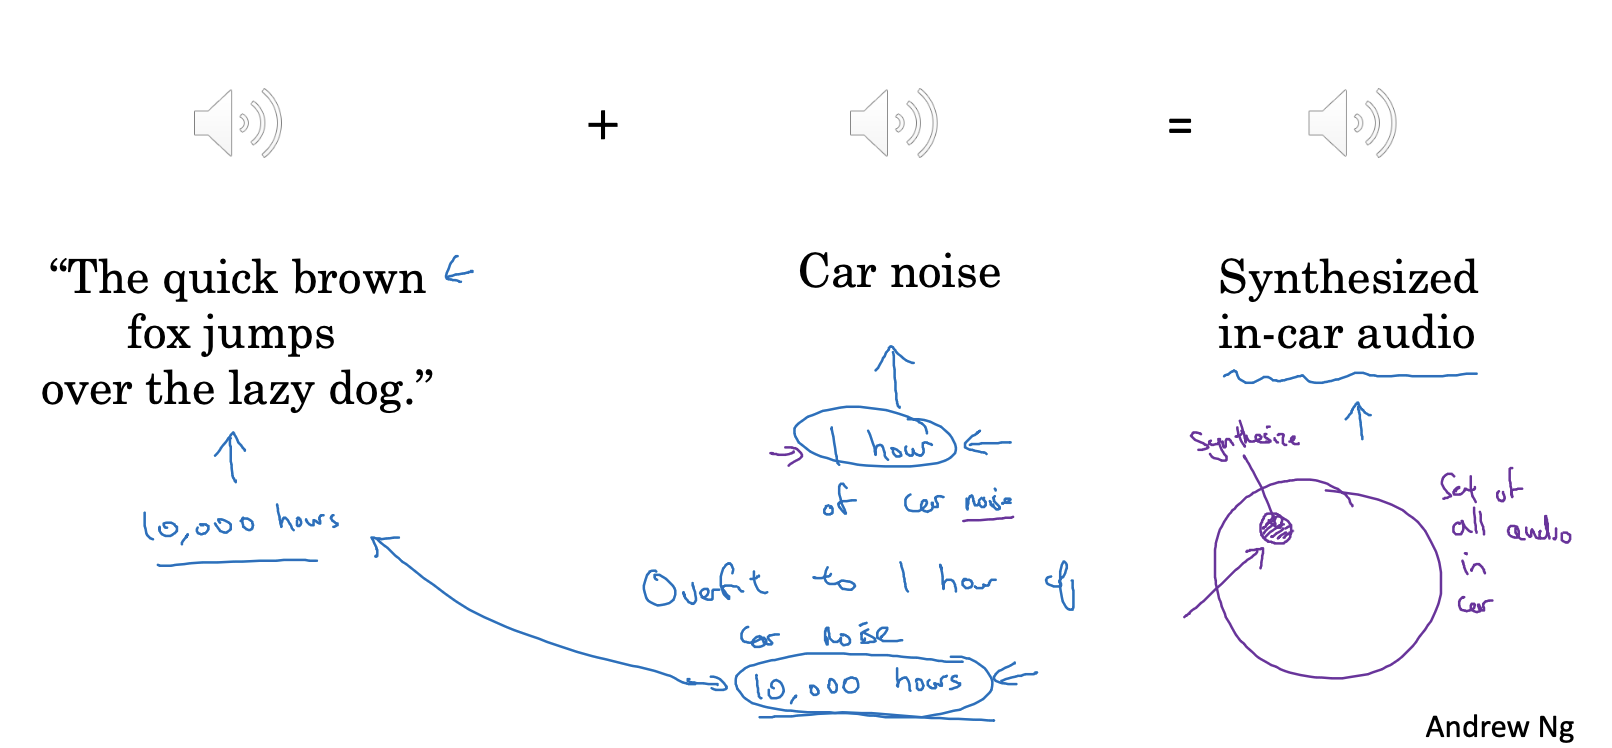 +
=
“The quick brown
fox jumps
over the lazy dog.”
10,000 hours
Car noise
1 hour
of car noise
Overfit to 1 hour of
car noise
10,000 hours
Synthesized
in-car audio
Synthesize
Set of
all audio
in
car
Andrew Ng